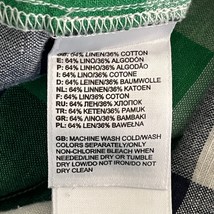 GB: 64% LINEN/36% COTTON
E: 64% LINO/36% ALGODÓN
P: 64% LINHO/36% ALGODÃO
I: 64% LINO/36% COTONE
D: 64% LEINEN/36% BAUMWOLLE
NL: 64% LINNEN/36% KATOEN
F: 64% LIN/36% COTON
RU: 64% ЛЕН/36% ХЛОПОК
TR: 64% KETEN/36% PAMUK
GR: 64% ΛΙΝΑΡΙ/36% ΒΑΜΒΑΚΙ
PL: 64% LEN/36% BAWEŁNA
GB: MACHINE WASH COLD/WASH
COLORS SEPARATELY/ONLY
NON-CHLORINE BLEACH WHEN
NEEDED/LINE DRY OR TUMBLE
DRY LOW/DO NOT IRON/DO NOT
DRY CLEAN